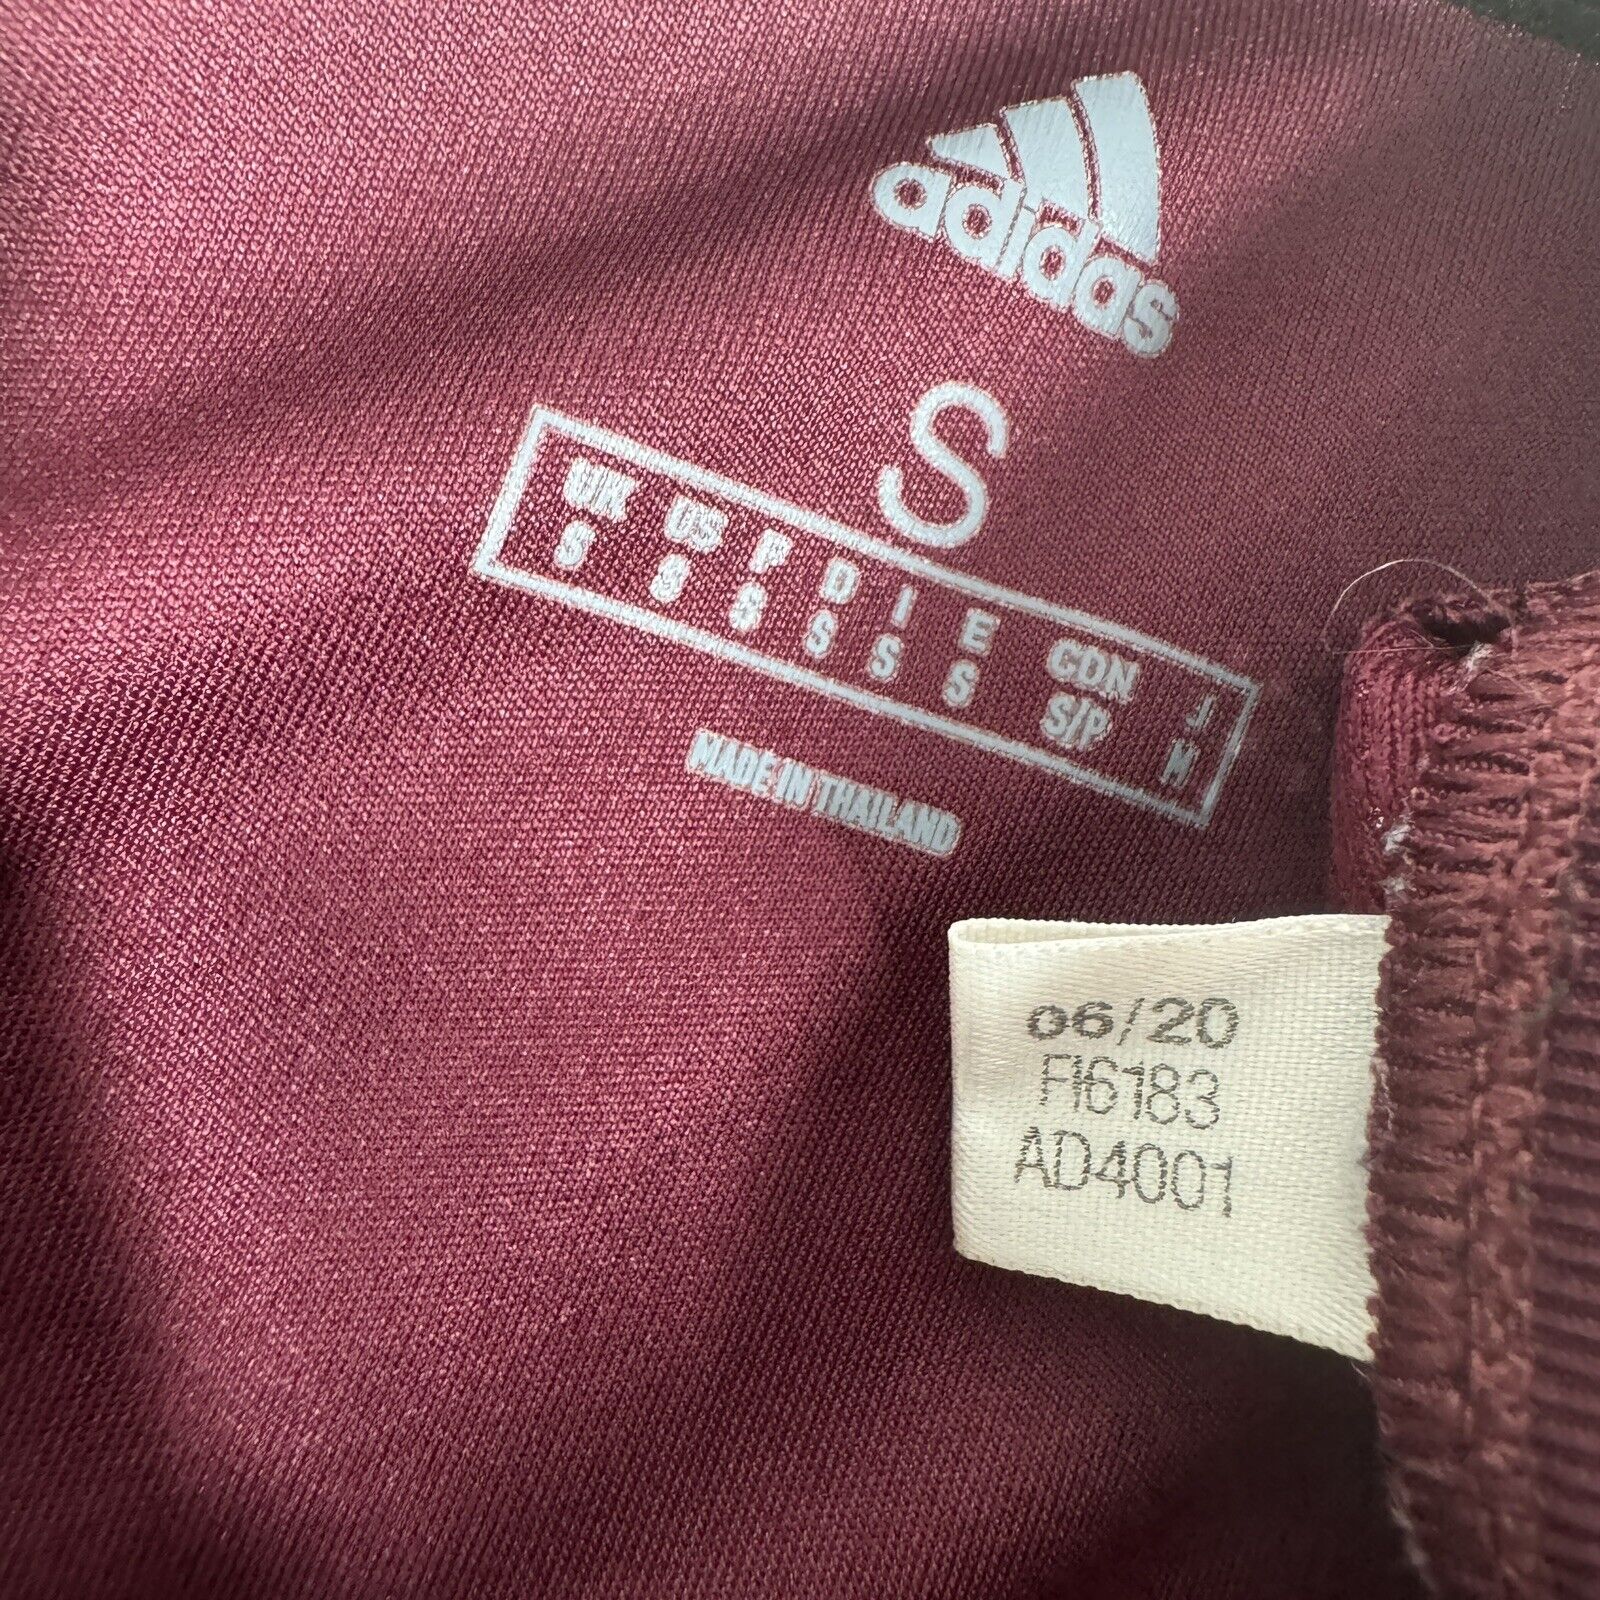 adidas
S
UK US F D I E CDN J
S S S S S S S/P M
MADE IN THAILAND
06/20
FI6183
AD4001